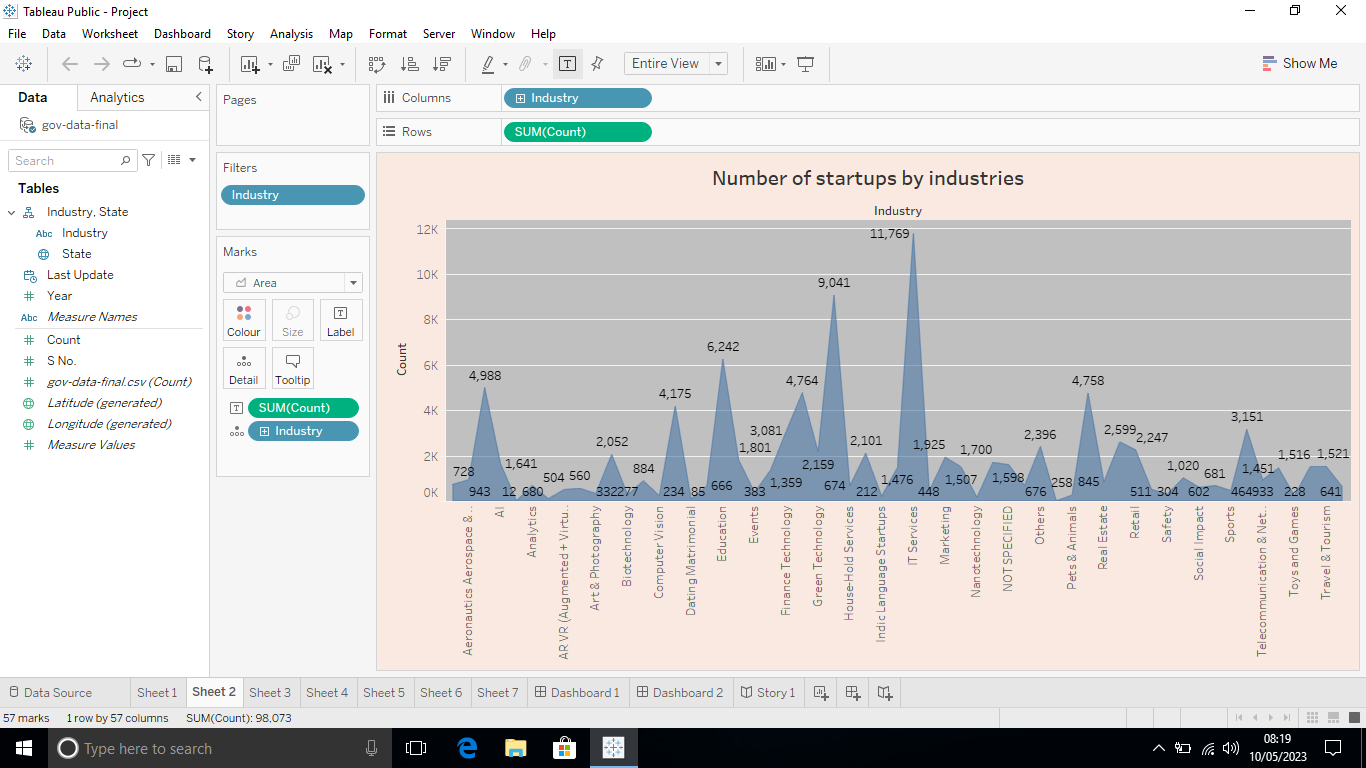 Tableau Public - Project
File Data Worksheet Dashboard Story Analysis Map Format Server Window Help
Entire View
Show Me
Data Analytics
gov-data-final
Search
Tables
Industry, State
Abc Industry
State
Last Update
Year
Abc Measure Names
Count
S No.
gov-data-final.csv (Count)
Latitude (generated)
Longitude (generated)
Measure Values
Pages
Filters
Industry
Marks
Area
Colour Size Label
Detail Tooltip
SUM(Count)
Industry
Columns Industry
Rows SUM(Count)
Number of startups by industries
Industry
Count
12K
10K
8K
6K
4K
2K
0K
728
943
4,988
12
1,641
680
504
560
332
2,052
277
884
234
4,175
85
666
6,242
1,801
383
1,359
3,081
4,764
2,159
9,041
674
2,101
212
1,476
11,769
448
1,925
1,507
1,700
1,598
676
2,396
258
4,758
845
2,599
2,247
511
304
1,020
602
681
464
3,151
933
1,451
228
1,516
1,521
641
Aeronautics Aerospace & ..
AI
Analytics
AR VR (Augmented + Virtu..
Art & Photography
Biotechnology
Computer Vision
Dating Matrimonial
Education
Events
Finance Technology
Green Technology
House-Hold Services
Indic Language Startups
IT Services
Marketing
Nanotechnology
NOT SPECIFIED
Others
Pets & Animals
Real Estate
Retail
Safety
Social Impact
Sports
Telecommunication & Net..
Toys and Games
Travel & Tourism
Data Source Sheet 1 Sheet 2 Sheet 3 Sheet 4 Sheet 5 Sheet 6 Sheet 7 Dashboard 1 Dashboard 2 Story 1
57 marks 1 row by 57 columns SUM(Count): 98,073
Type here to search
08:19
10/05/2023